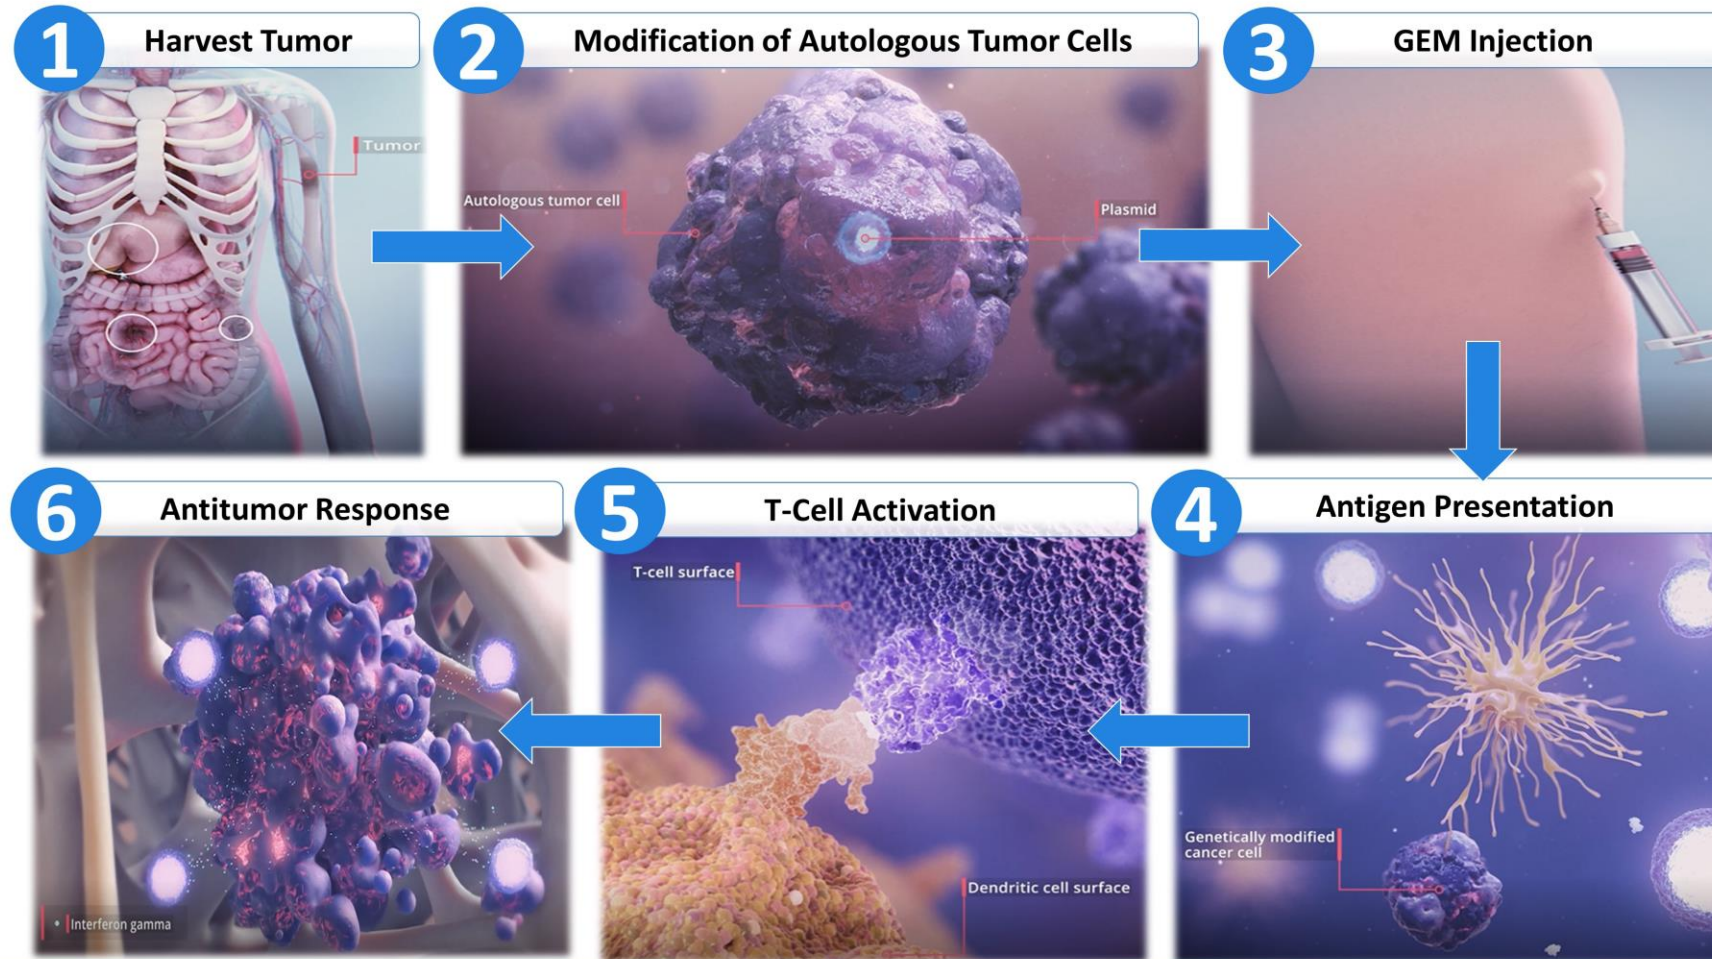 1
Harvest Tumor
Tumor
2
Modification of Autologous Tumor Cells
Autologous tumor cell
Plasmid
3
GEM Injection
4
Antigen Presentation
Genetically modified
cancer cell
5
T-Cell Activation
T-cell surface
Dendritic cell surface
6
Antitumor Response
Interferon gamma